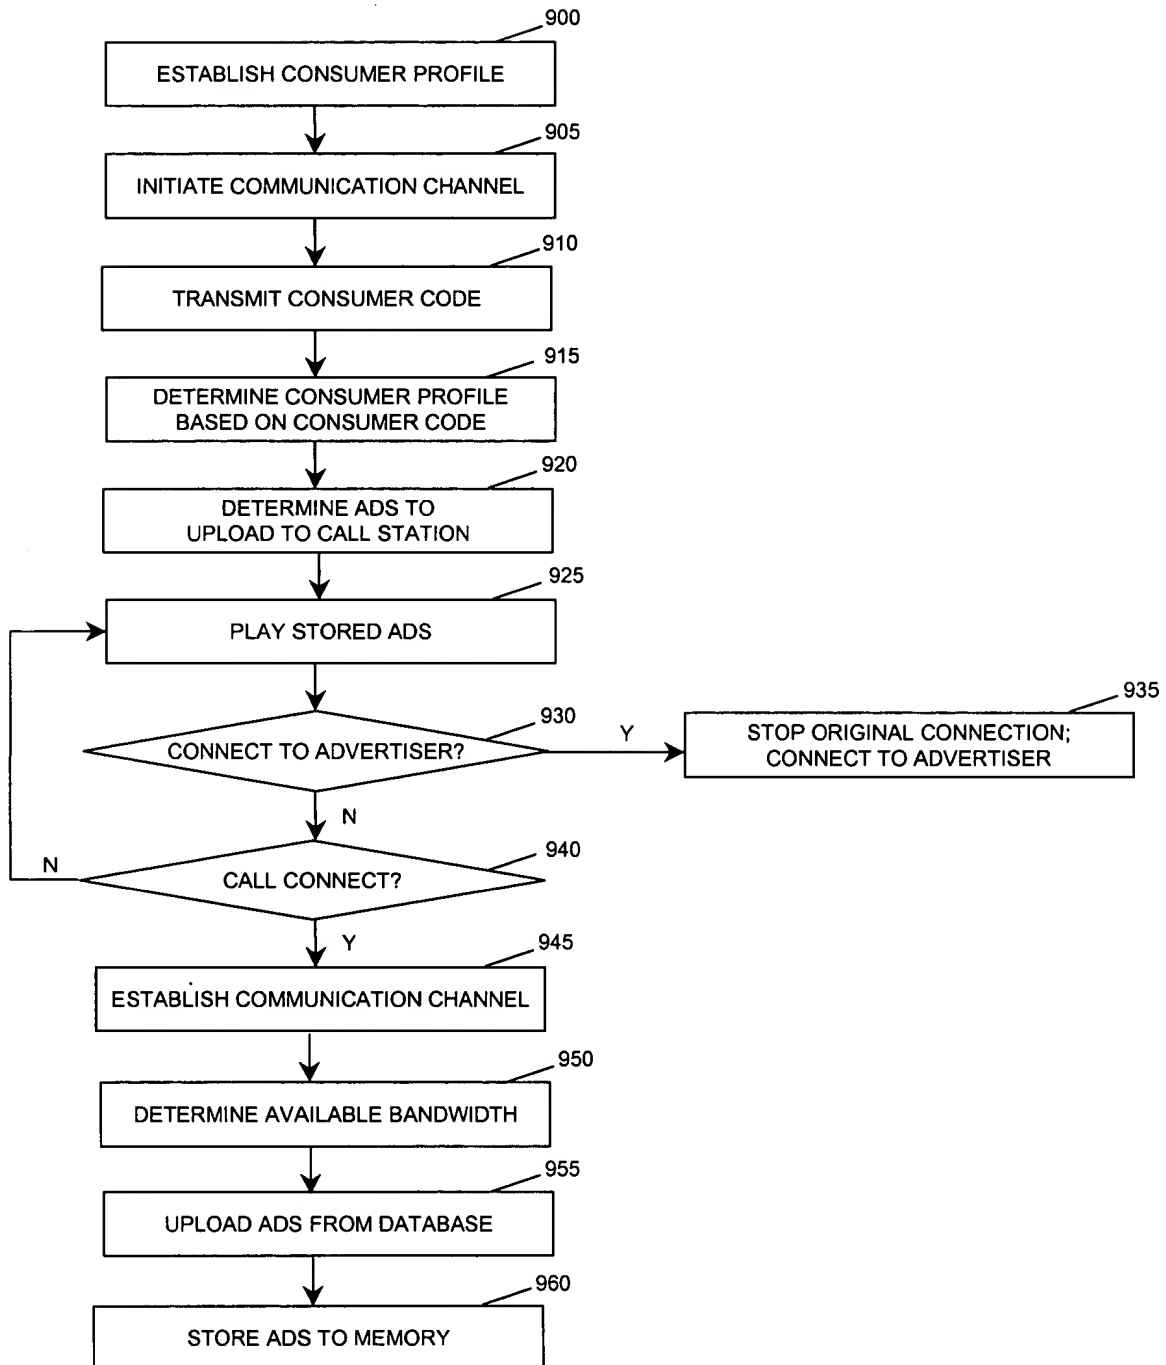 900
ESTABLISH CONSUMER PROFILE
905
INITIATE COMMUNICATION CHANNEL
910
TRANSMIT CONSUMER CODE
915
DETERMINE CONSUMER PROFILE
BASED ON CONSUMER CODE
920
DETERMINE ADS TO
UPLOAD TO CALL STATION
925
PLAY STORED ADS
930
CONNECT TO ADVERTISER?
Y
935
STOP ORIGINAL CONNECTION;
CONNECT TO ADVERTISER
N
940
CALL CONNECT?
N
Y
945
ESTABLISH COMMUNICATION CHANNEL
950
DETERMINE AVAILABLE BANDWIDTH
955
UPLOAD ADS FROM DATABASE
960
STORE ADS TO MEMORY